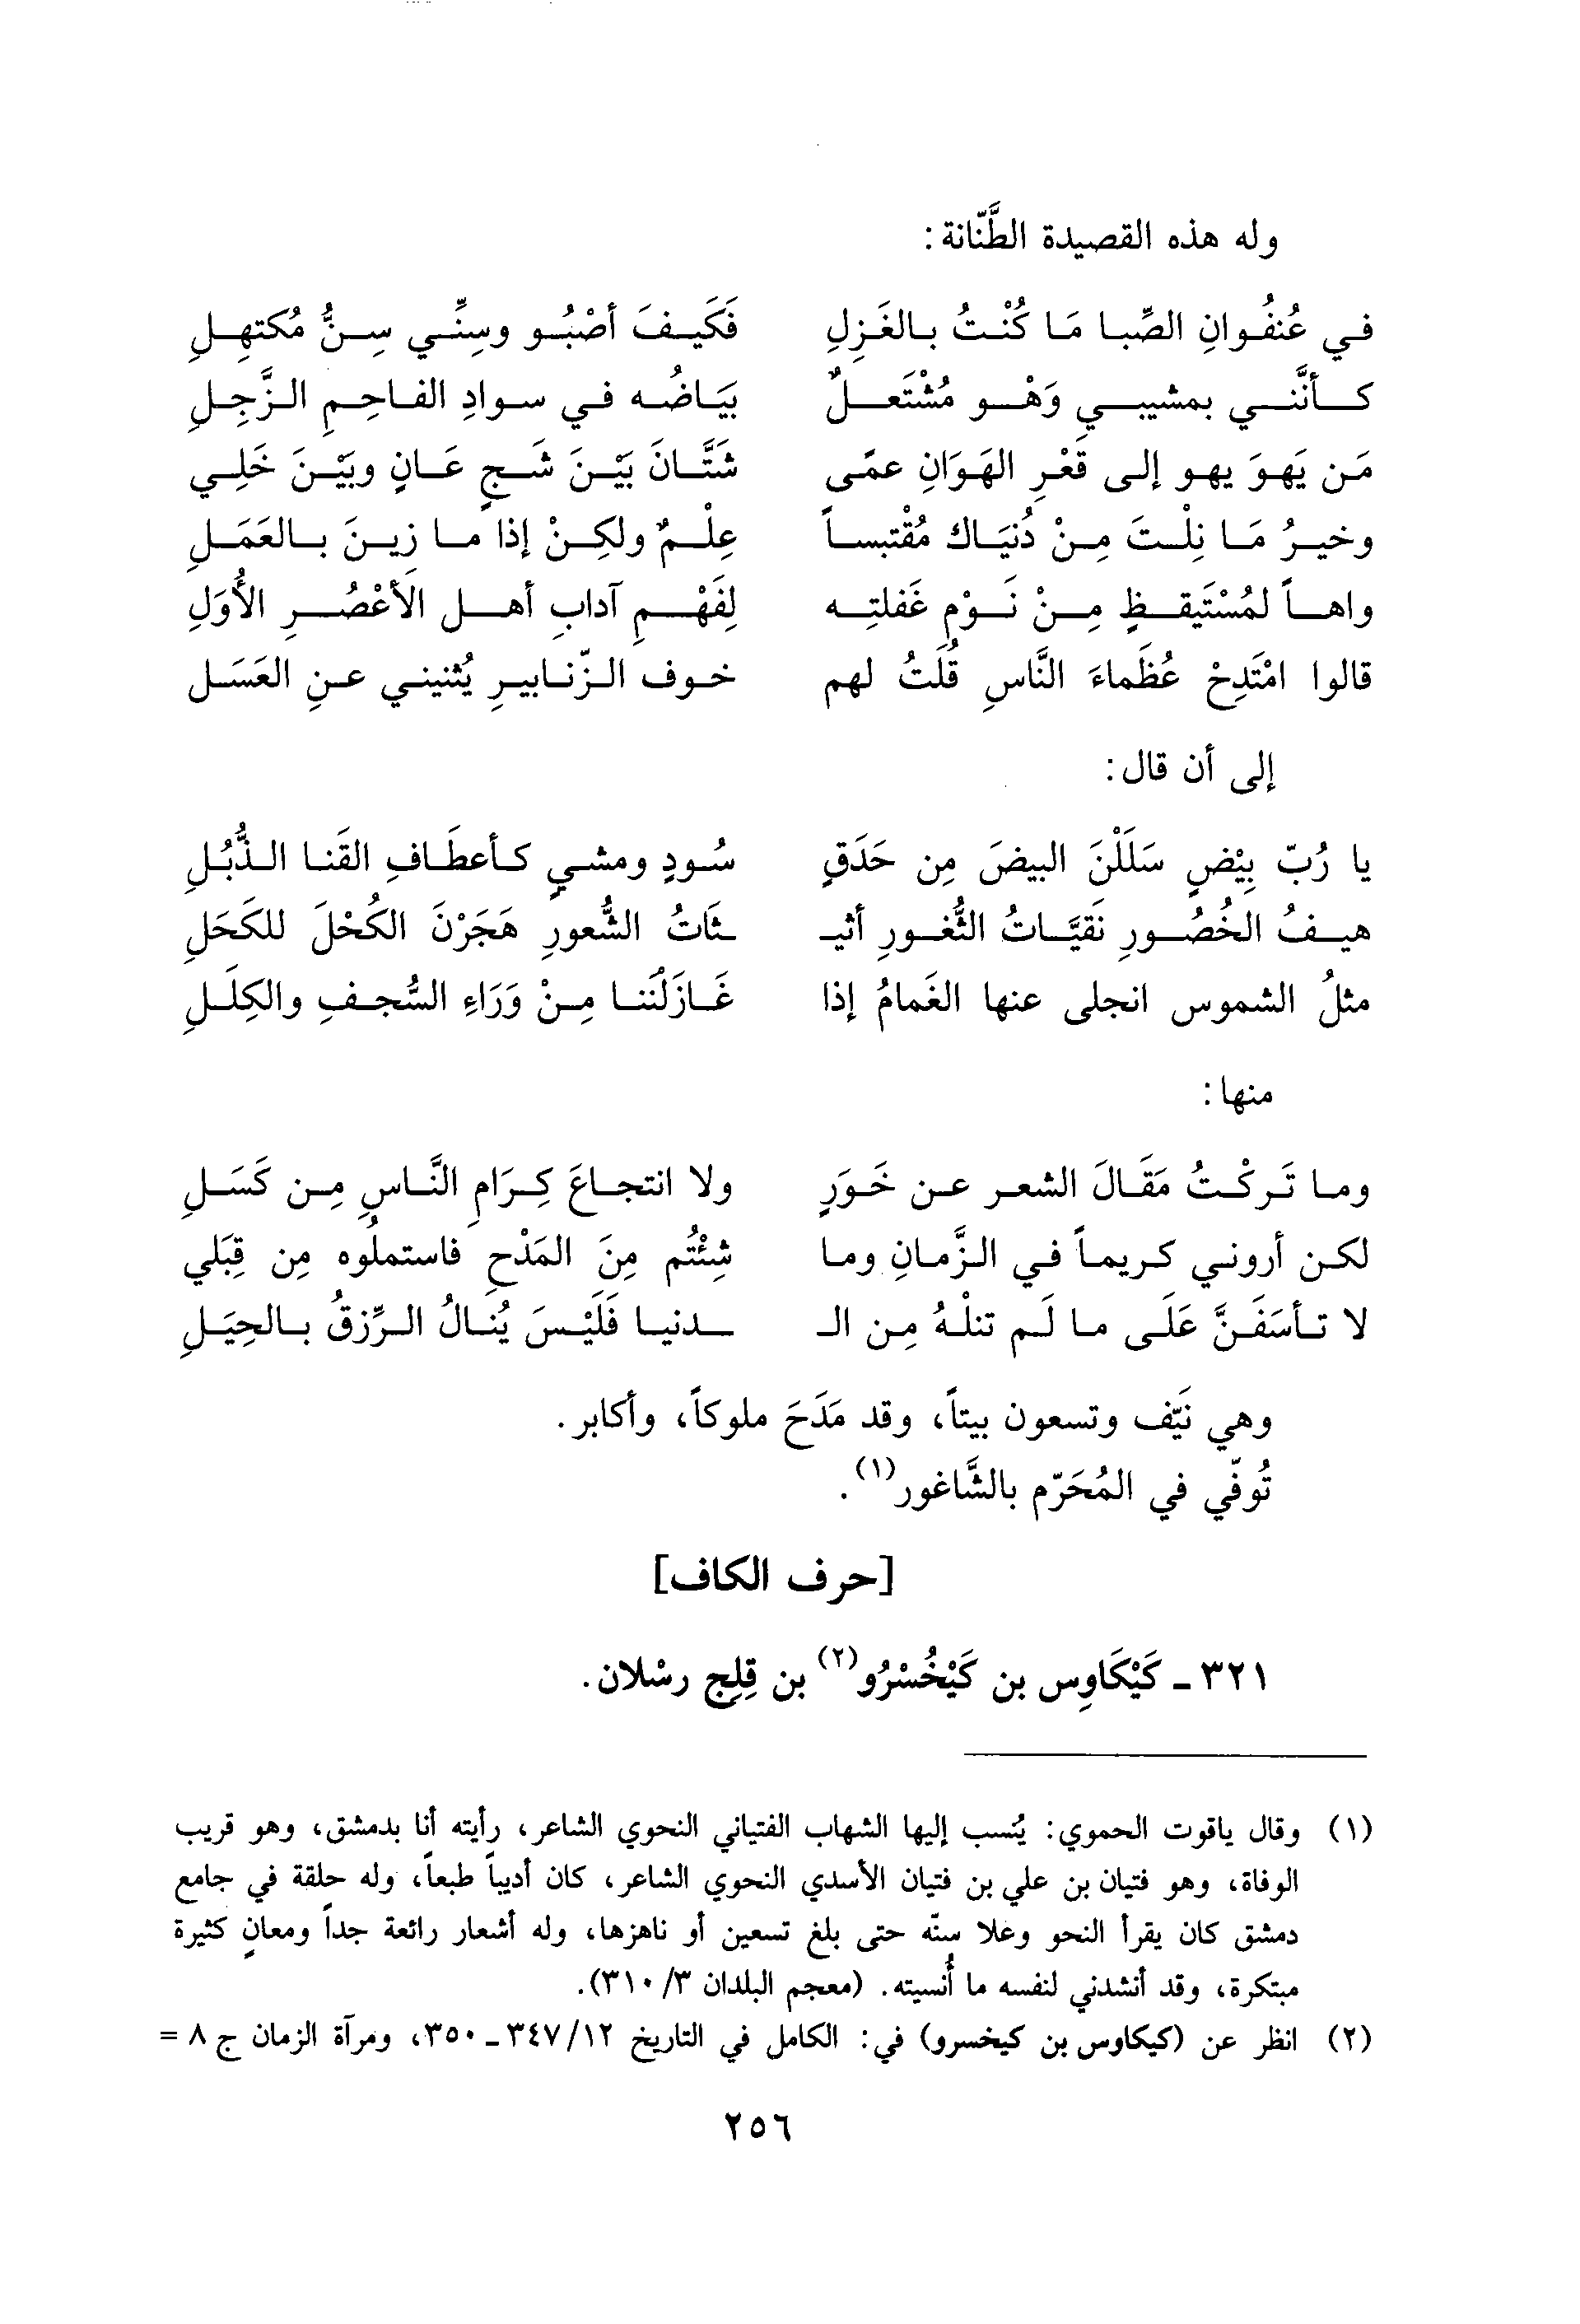 وله هذه القصيدة الطَّنّانة:
في عُنفُوانِ الصِّبا مَا كُنْتُ بالغَزِلِ فَكَيفَ أصْبُو وسِنِّي سِنُّ مُكتهِلِ
كأنَّني بمشيبي وَهْو مُشْتَعلٌ بَيَاضُه في سوادِ الفاحِمِ الزَّجِلِ
مَن يَهوَ يهو إلى قَعْرِ الهَوَانِ عمًى شَتَّانَ بَيْنَ شَجٍ عَانٍ وبَيْنَ خَلِي
وخيرُ مَا نِلْتَ مِنْ دُنيَاك مُقْتبساً عِلْمٌ ولكِنْ إذا ما زِينَ بالعَمَلِ
واهاً لمُسْتَيقظٍ مِنْ نَوْمِ غَفلتِه لِفَهْمِ آدابِ أهل الأعْصُرِ الأُوَلِ
قالوا امْتَدِحْ عُظَماءَ النَّاسِ قُلَتُ لهم خوف الزّنابيرِ يُثنيني عنِ العَسَلِ
إلى أن قال:
يا رُبّ بِيْضٍ سَلَلْنَ البيضَ مِن حَدَقٍ سُودٍ ومشيٍ كأعطَافِ القَنا الذُّبُلِ
هيفُ الخُصُورِ نَقيَّاتُ الثُّغورِ أثيـ ـثَاتُ الشُّعورِ هَجَرْنَ الكُحْلَ للكَحَلِ
مثلُ الشموس انجلى عنها الغَمامُ إذا غَازَلْنَنا مِنْ وَرَاءِ السُّجفِ والكِلَلِ
منها:
وما تَركْتُ مَقَالَ الشعر عن خَوَرٍ ولا انتجاعَ كِرَامِ النَّاسِ مِن كَسَلِ
لكن أروني كريماً في الزَّمانِ وما شِئْتُم مِنَ المَدْحِ فاستملُوه مِن قِبَلي
لا تأسَفَنَّ عَلَى ما لَم تنلْهُ مِن الـ ـدنيا فَلَيْسَ يُنالُ الرِّزقُ بالحِيَلِ
وهي نَيّف وتسعون بيتاً، وقد مَدَحَ ملوكاً، وأكابر.
تُوفّي في المُحَرّم بالشَّاغور(١).
[حرف الكاف]
٣٢١ ـ كَيْكَاوِس بن كَيْخُسْرُو(٢) بن قِلِج رسْلان.
(١) وقال ياقوت الحموي: يُنسب إليها الشهاب الفتياني النحوي الشاعر، رأيته أنا بدمشق، وهو قريب
الوفاة، وهو فتيان بن علي بن فتيان الأسدي النحوي الشاعر، كان أديباً طبعاً، وله حلقة في جامع
دمشق كان يقرأ النحو وعلا سنّه حتى بلغ تسعين أو ناهزها، وله أشعار رائعة جداً ومعانٍ كثيرة
مبتكرة، وقد أنشدني لنفسه ما أُنسيته. (معجم البلدان ٣/ ٣١٠).
(٢) انظر عن (كيكاوس بن كيخسرو) في: الكامل في التاريخ ١٢/ ٣٤٧ ـ ٣٥٠، ومرآة الزمان ج ٨ =
٢٥٦